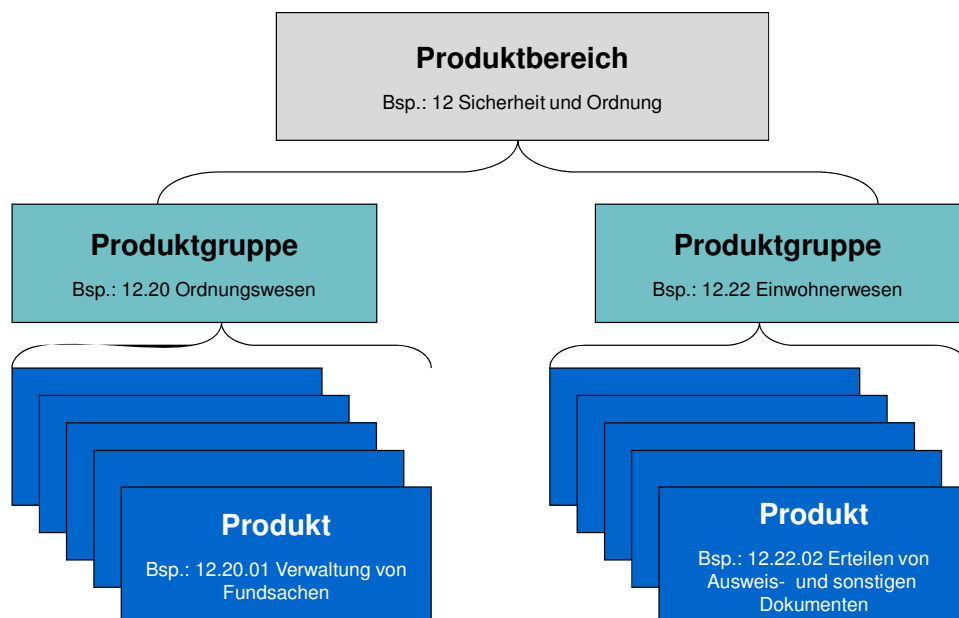 Produktbereich
Bsp.: 12 Sicherheit und Ordnung
Produktgruppe
Bsp.: 12.20 Ordnungswesen
Produktgruppe
Bsp.: 12.22 Einwohnerwesen
Produkt
Bsp.: 12.20.01 Verwaltung von
Fundsachen
Produkt
Bsp.: 12.22.02 Erteilen von
Ausweis- und sonstigen
Dokumenten